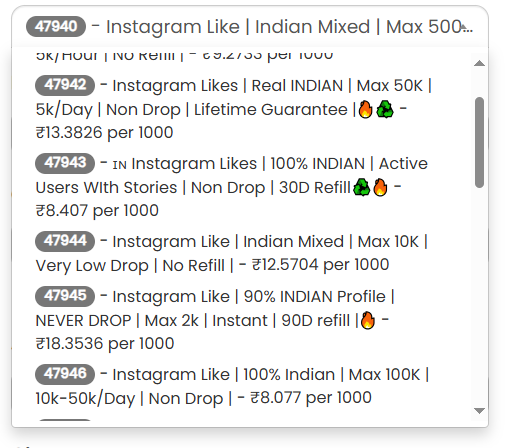 47940 - Instagram Like | Indian Mixed | Max 500...
5k/Hour | No Refill | - ₹9.2733 per 1000
47942 - Instagram Likes | Real INDIAN | Max 50K |
5k/Day | Non Drop | Lifetime Guarantee |🔥♻️ -
₹13.3826 per 1000
47943 - ɪɴ Instagram Likes | 100% INDIAN | Active
Users WIth Stories | Non Drop | 30D Refill♻️🔥 -
₹8.407 per 1000
47944 - Instagram Like | Indian Mixed | Max 10K |
Very Low Drop | No Refill | - ₹12.5704 per 1000
47945 - Instagram Like | 90% INDIAN Profile |
NEVER DROP | Max 2k | Instant | 90D refill |🔥 -
₹18.3536 per 1000
47946 - Instagram Like | 100% Indian | Max 100K |
10k-50k/Day | Non Drop | - ₹8.077 per 1000